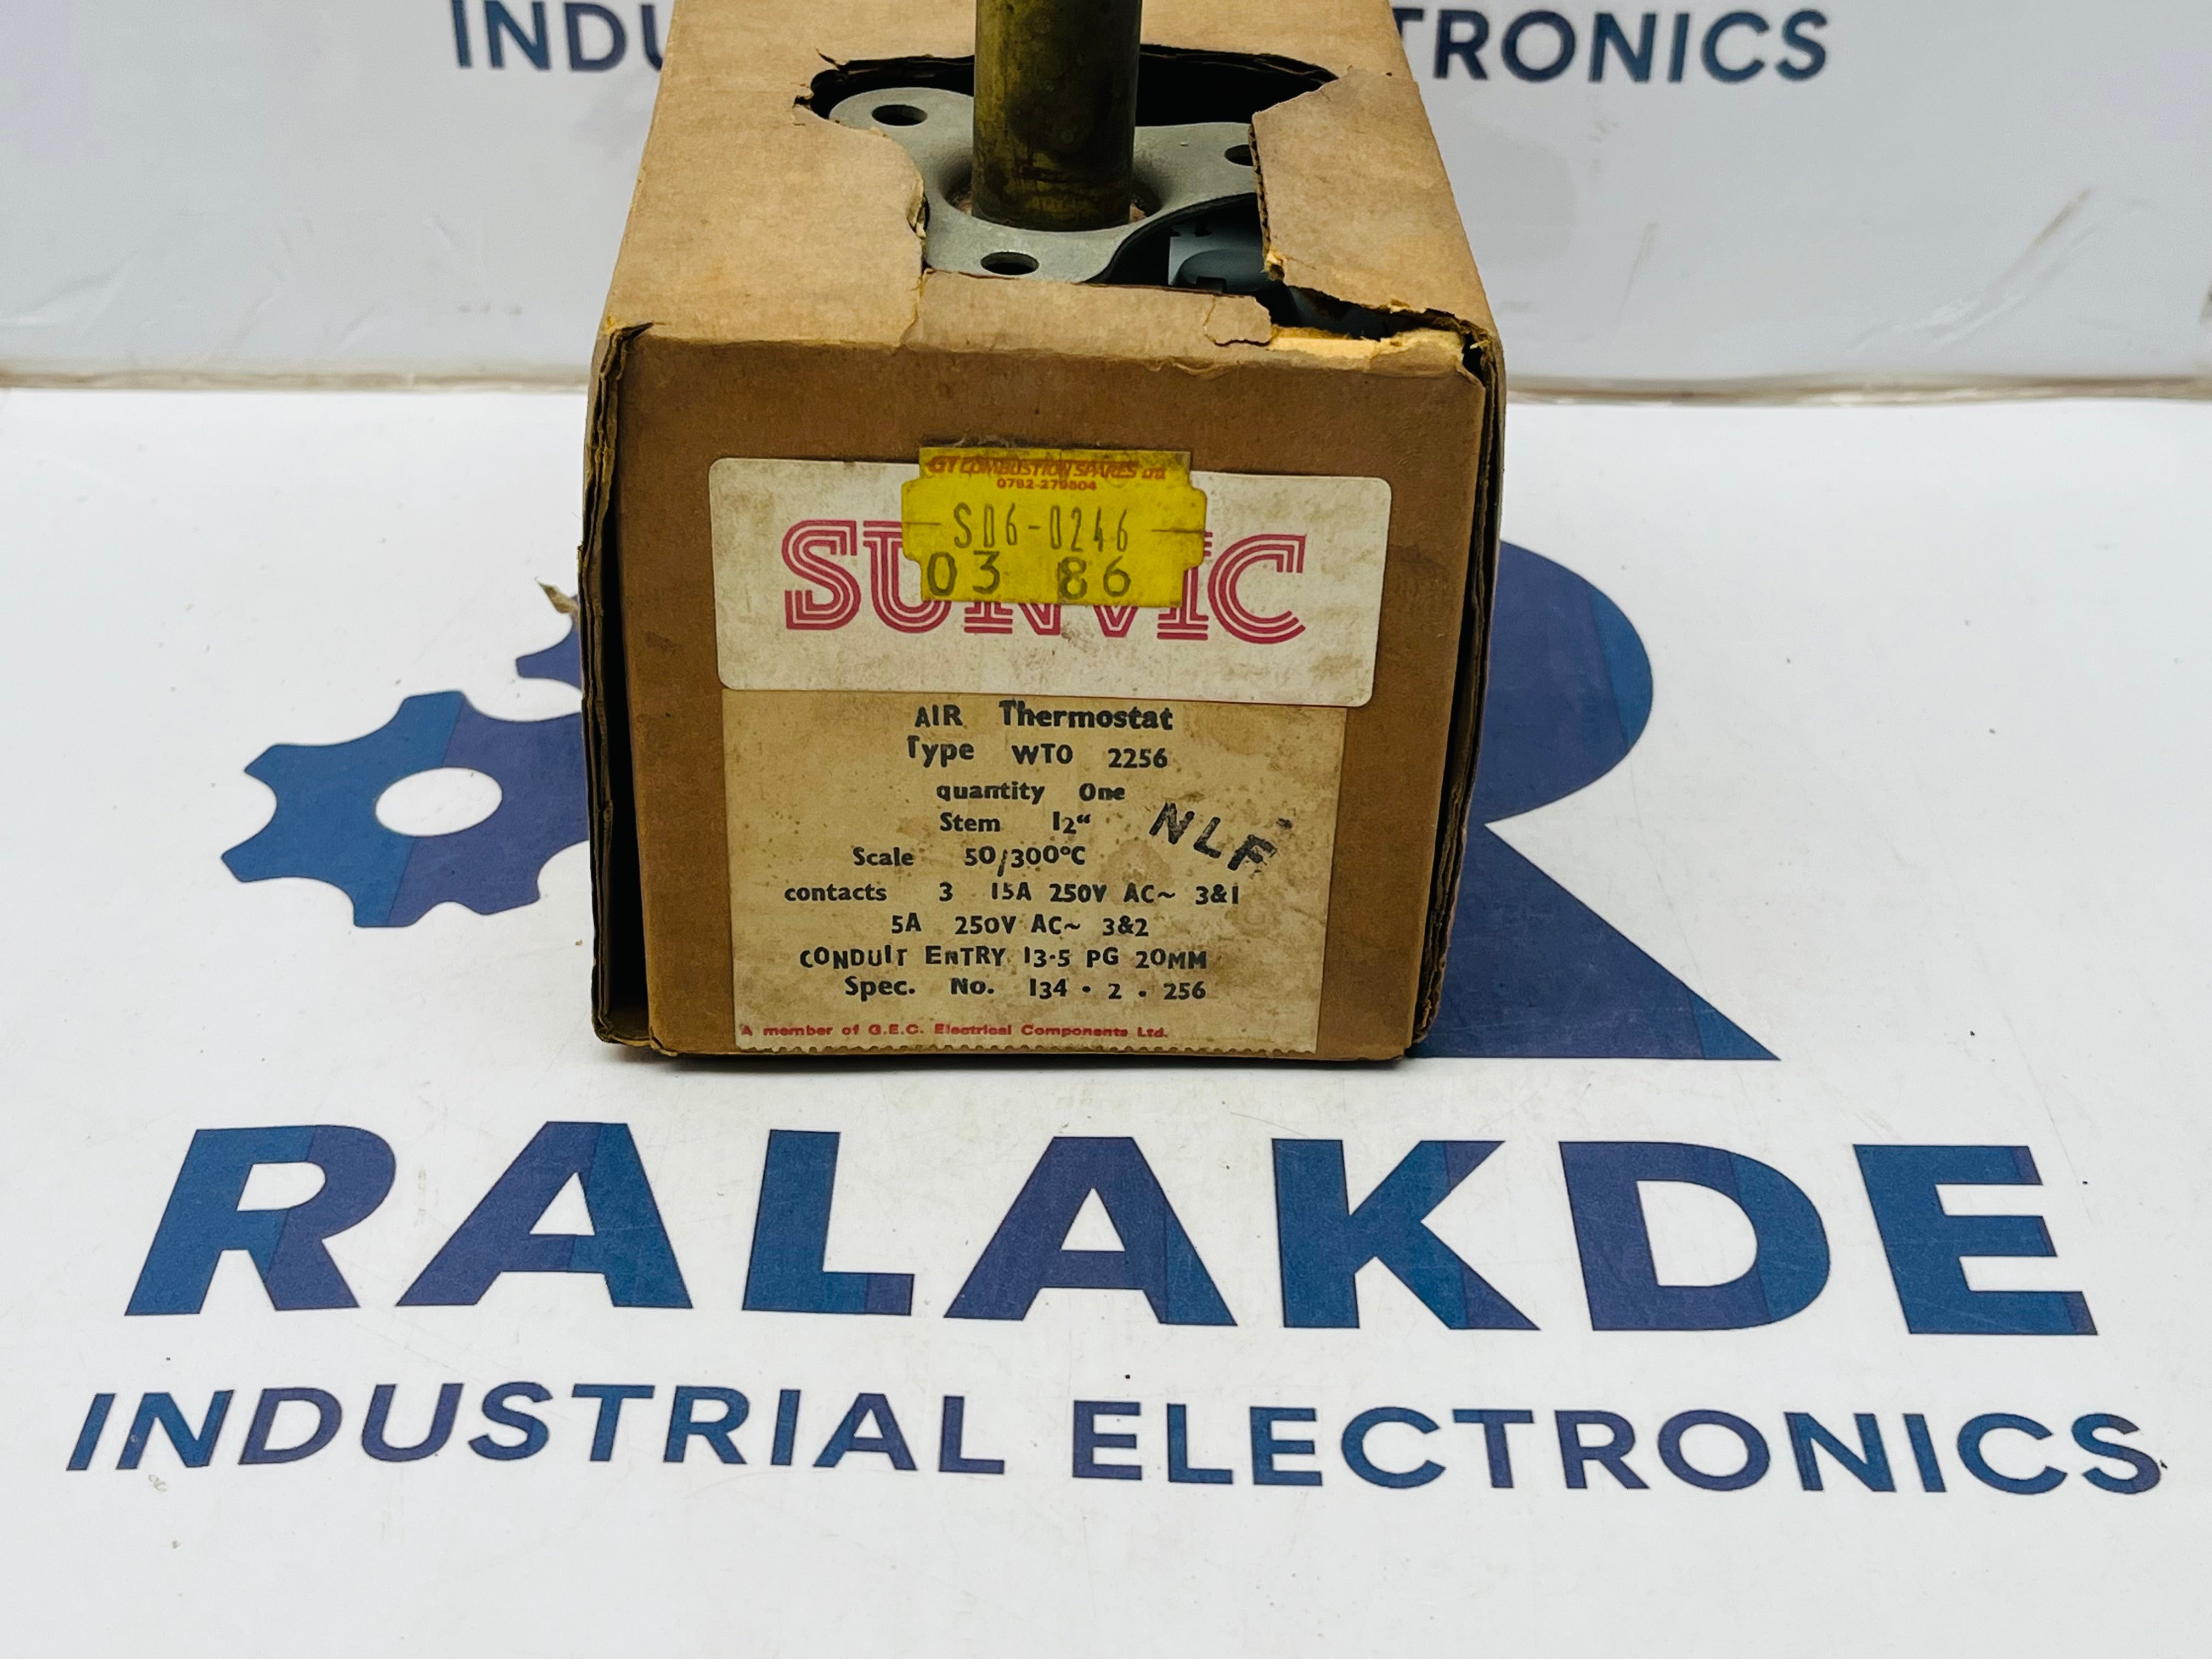 INDU TRONICS
GT COMBUSTION SPARES Ltd
0792-279804
S06-0246
03 86
SUNVIC
AIR Thermostat
Type WTO 2256
quantity One
Stem 12"
NLF
Scale 50/300°C
contacts 3 15A 250V AC~ 3&1
5A 250V AC~ 3&2
CONDUIT ENTRY 13·5 PG 20MM
Spec. No. 134 · 2 . 256
A member of G.E.C. Electrical Components Ltd.
RALAKDE
INDUSTRIAL ELECTRONICS